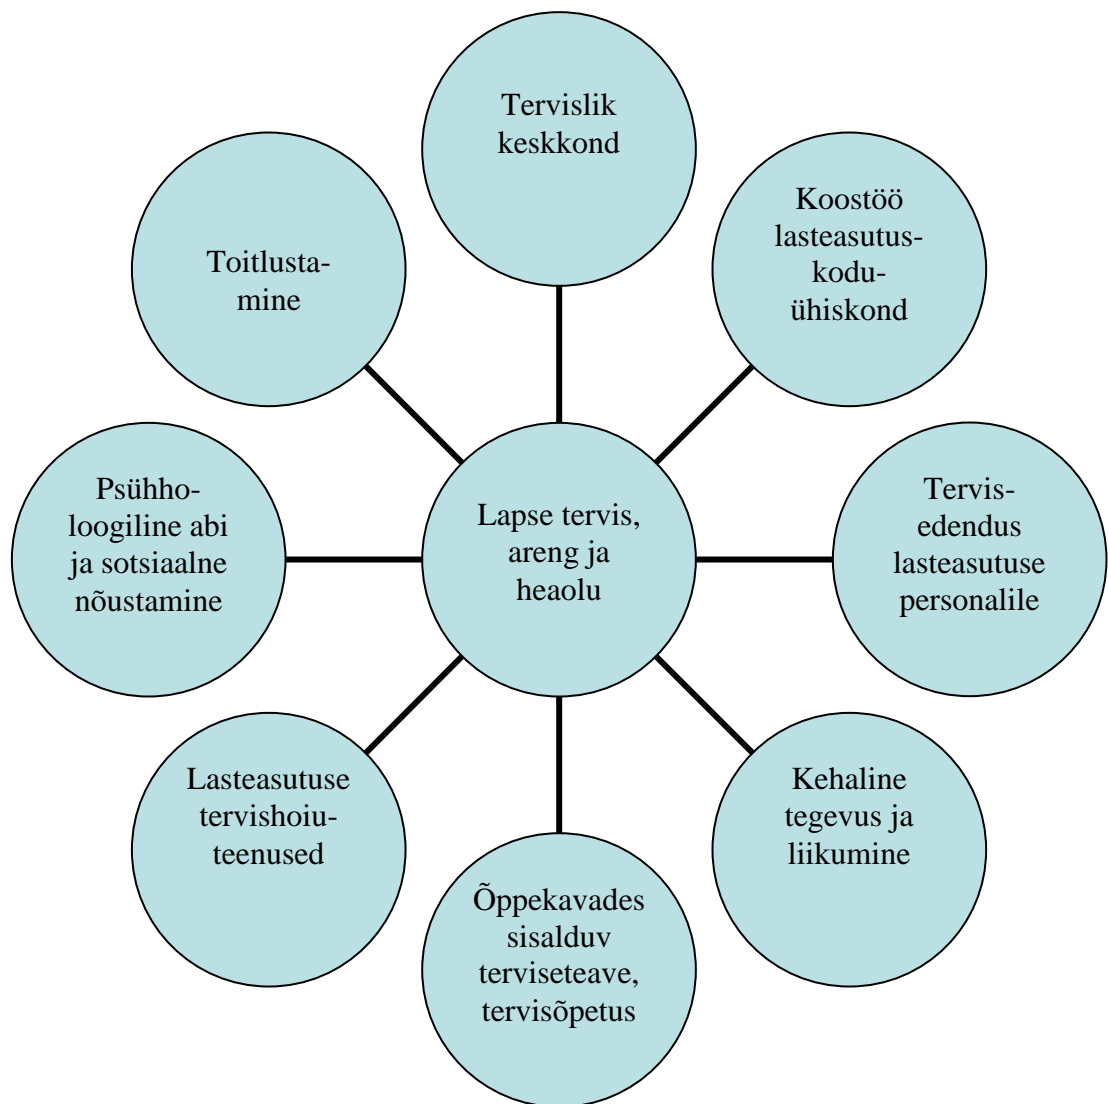 Tervislik
keskkond
Koostöö
lasteasutus-
kodu-
ühiskond
Toitlusta-
mine
Psühho-
loogiline abi
ja sotsiaalne
nõustamine
Lapse tervis,
areng ja
heaolu
Tervis-
edendus
lasteasutuse
personalile
Lasteasutuse
tervishoiu-
teenused
Kehaline
tegevus ja
liikumine
Õppekavades
sisalduv
terviseteave,
tervisõpetus